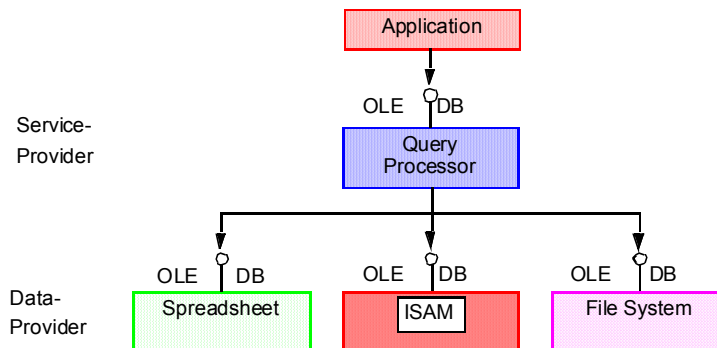 Application
OLE DB
Service-
Provider
Query
Processor
OLE DB OLE DB OLE DB
Data-
Provider
Spreadsheet ISAM File System